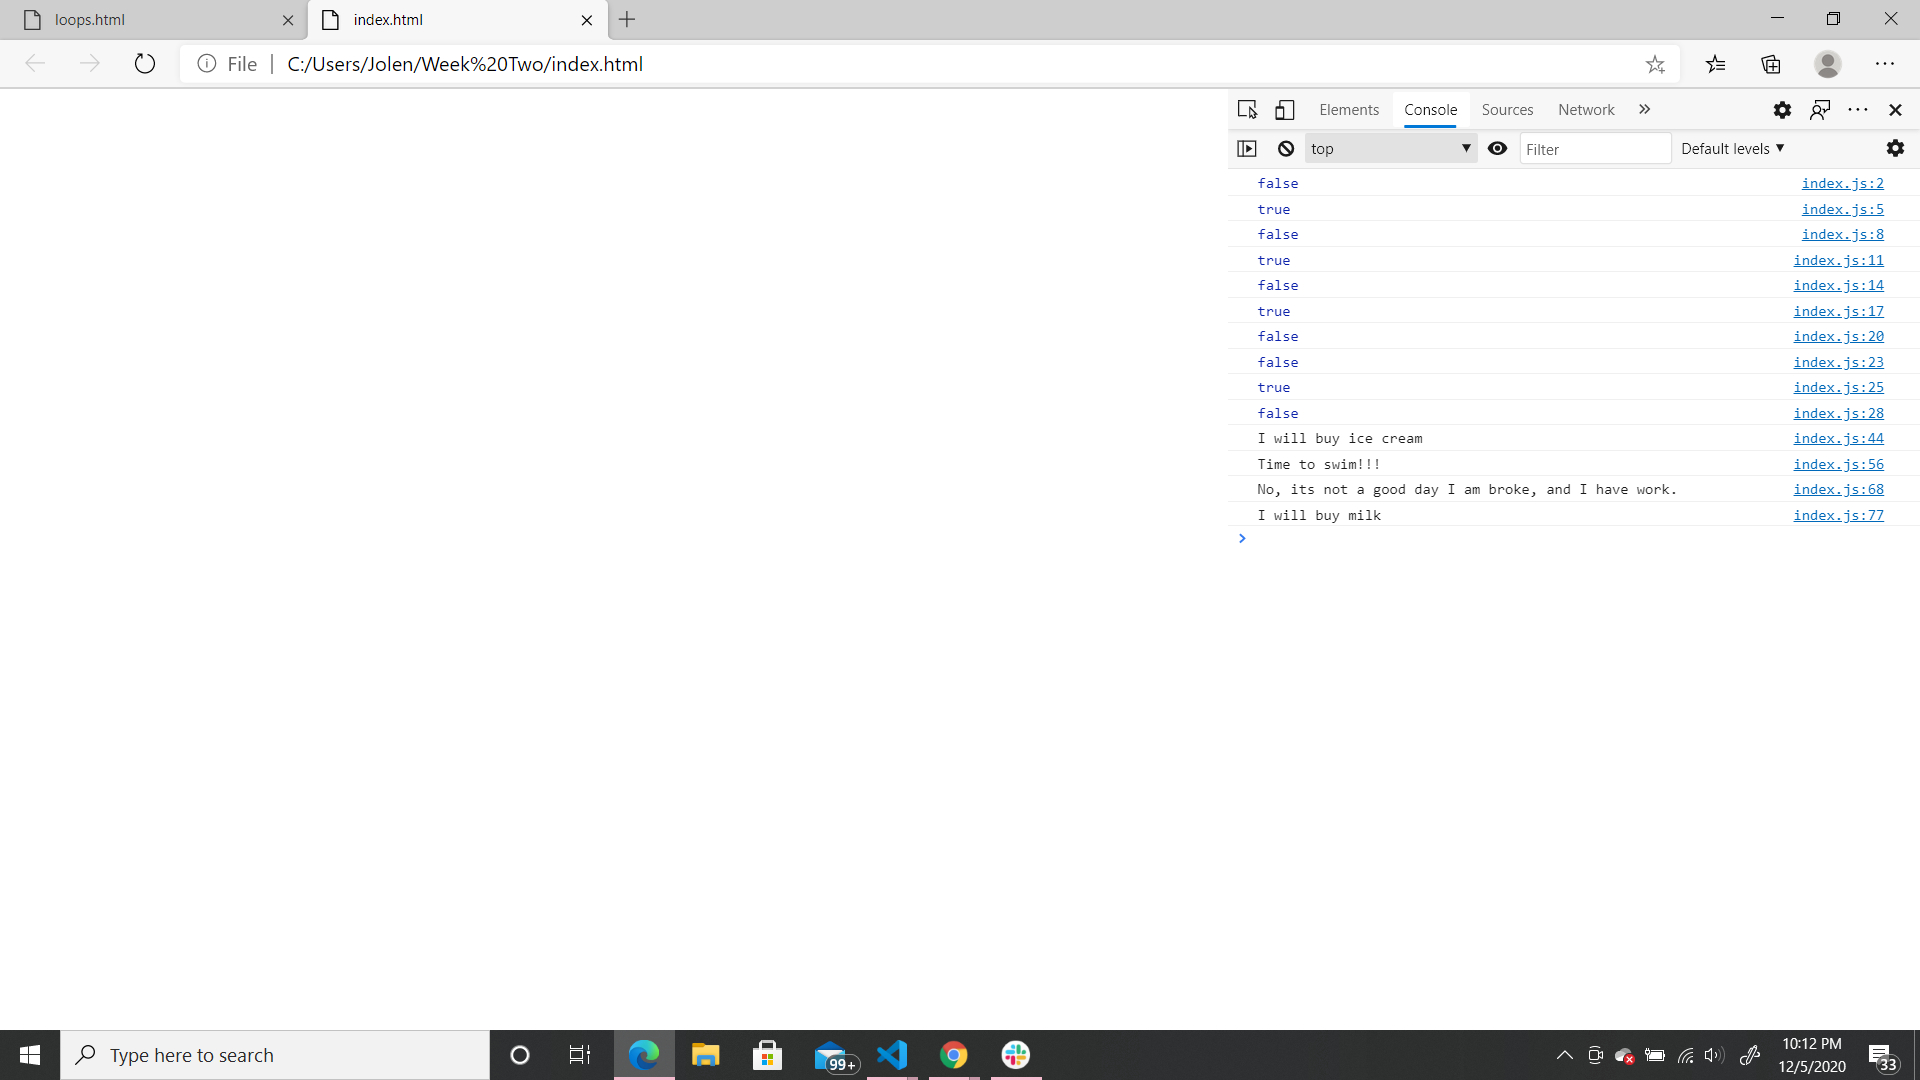 loops.html
index.html
File | C:/Users/Jolen/Week%20Two/index.html
Elements Console Sources Network
top Filter Default levels
false index.js:2
true index.js:5
false index.js:8
true index.js:11
false index.js:14
true index.js:17
false index.js:20
false index.js:23
true index.js:25
false index.js:28
I will buy ice cream index.js:44
Time to swim!!! index.js:56
No, its not a good day I am broke, and I have work. index.js:68
I will buy milk index.js:77
Type here to search
99+
10:12 PM
12/5/2020
33